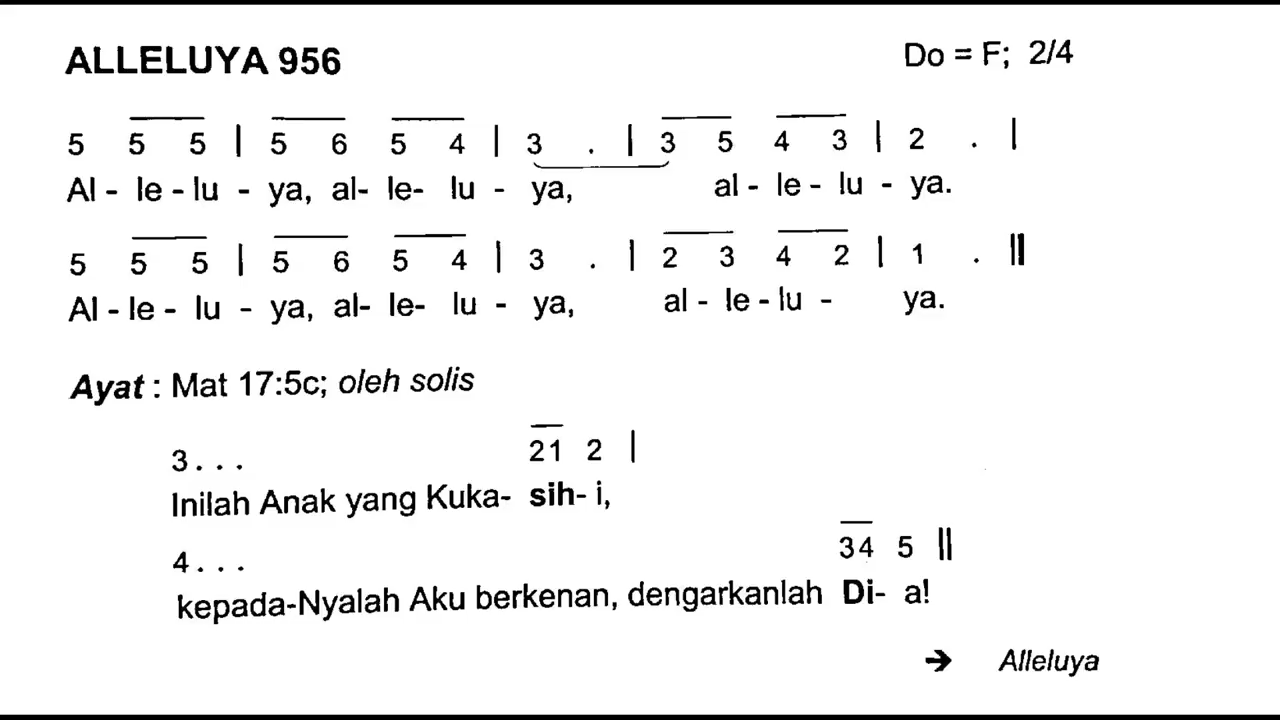 ALLELUYA 956 Do = F; 2/4
5 5 5 | 5 6 5 4 | 3 . | 3 5 4 3 | 2 . |
Al - le - lu - ya, al- le- lu - ya, al - le - lu - ya.
5 5 5 | 5 6 5 4 | 3 . | 2 3 4 2 | 1 . ||
Al - le - lu - ya, al- le- lu - ya, al - le - lu - ya.
Ayat : Mat 17:5c; oleh solis
3 . . . 21 2 |
Inilah Anak yang Kuka- sih- i,
4 . . . 34 5 ||
kepada-Nyalah Aku berkenan, dengarkanlah Di- a!
→ Alleluya